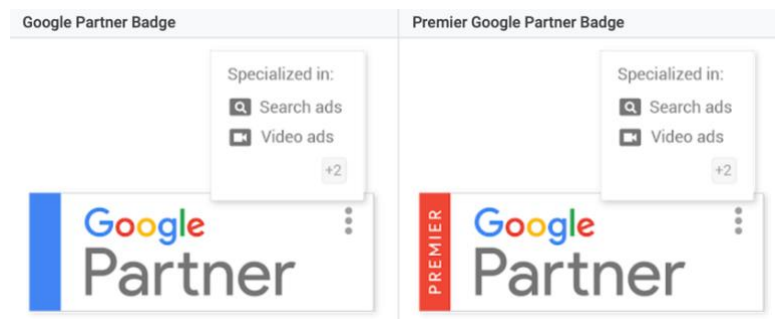 Google Partner Badge
Specialized in:
Search ads
Video ads
+2
Google
Partner
Premier Google Partner Badge
Specialized in:
Search ads
Video ads
+2
PREMIER
Google
Partner